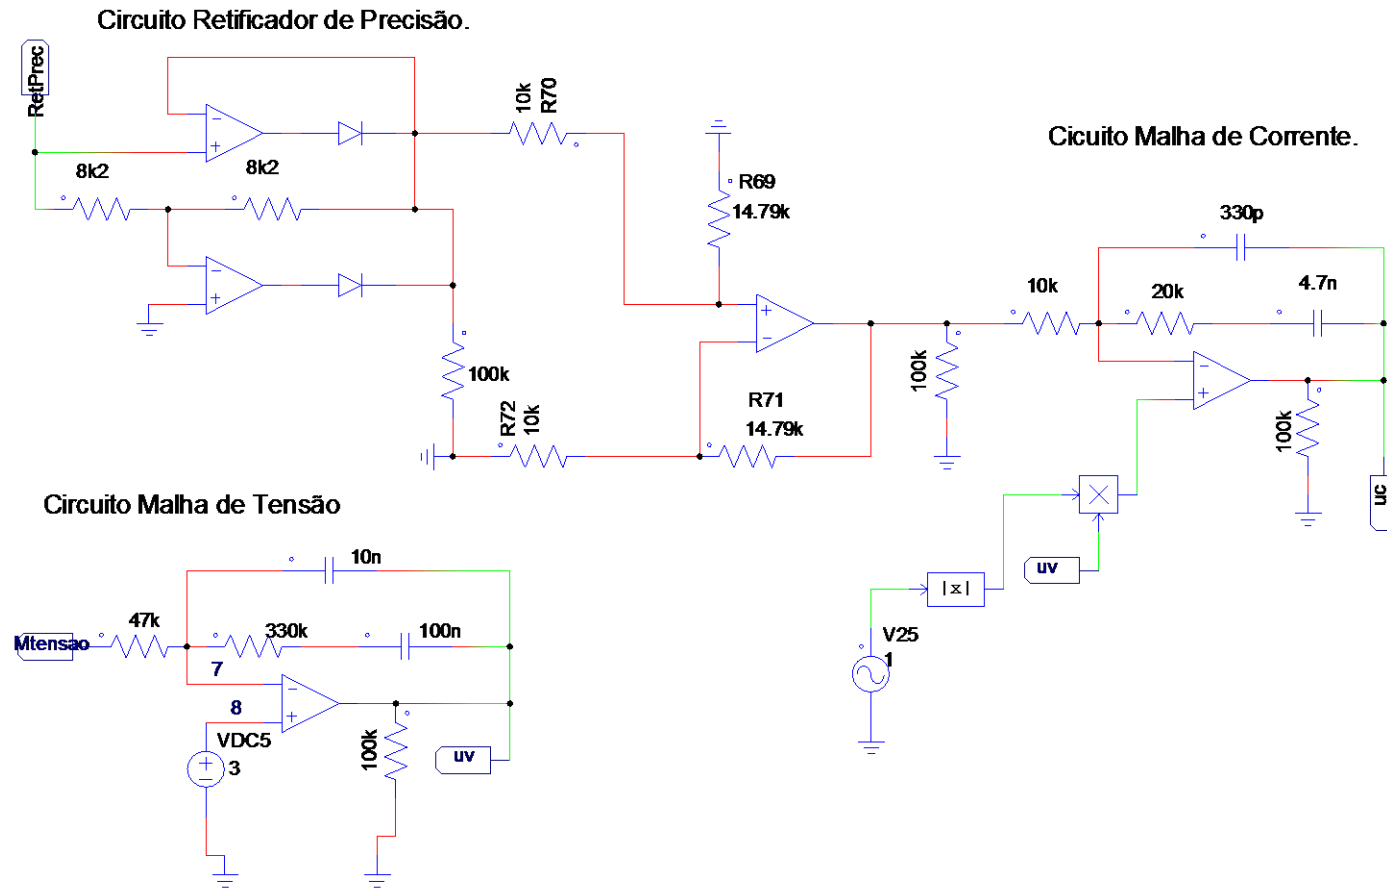 Circuito Retificador de Precisão.
RetPrec
8k2
8k2
10k
R70
R69
14.79k
100k
R72
10k
R71
14.79k
100k
Cicuito Malha de Corrente.
330p
10k
20k
4.7n
100k
uc
uv
|x|
V25
1
Circuito Malha de Tensão
10n
47k
330k
100n
Mtensao
7
8
VDC5
3
100k
uv